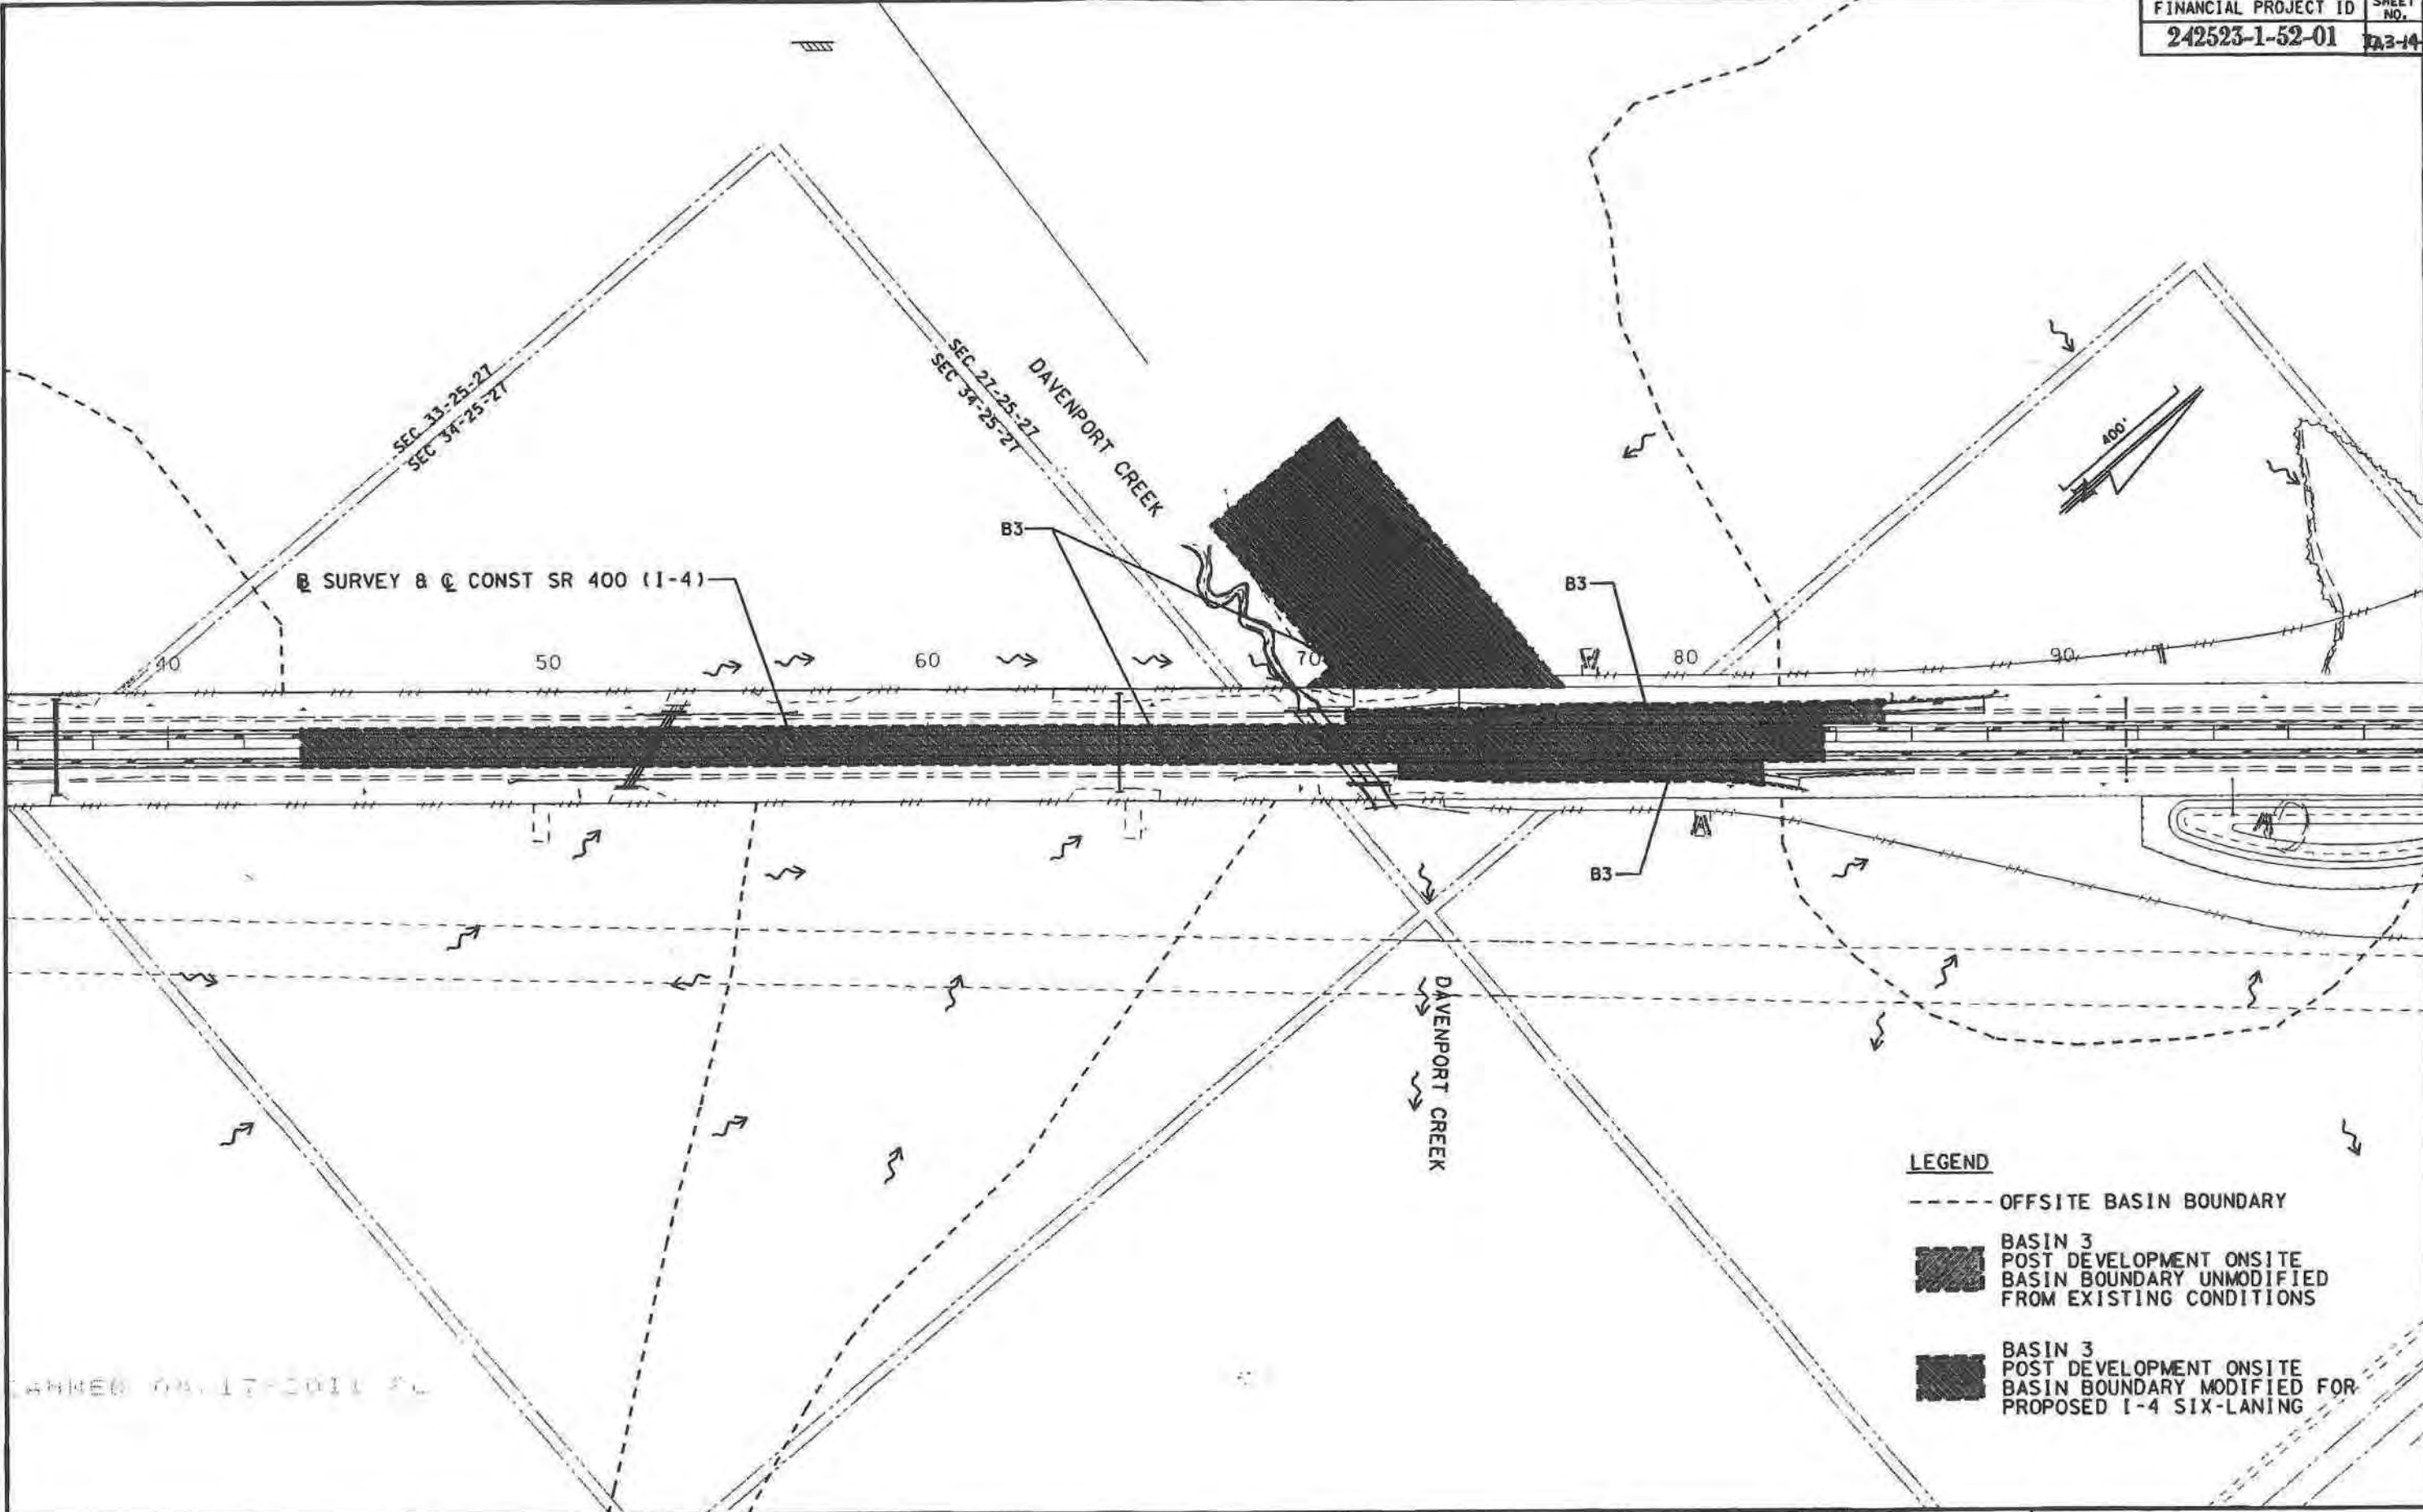 FINANCIAL PROJECT ID
SHEET NO.
242523-1-52-01
SEC 33-25-27
SEC 34-25-27
SEC 27-25-27
SEC 34-25-27
DAVENPORT CREEK
400'
B3
B3
℄ SURVEY & ℄ CONST SR 400 (I-4)
40
50
60
70
80
90
B3
DAVENPORT CREEK
LEGEND
OFFSITE BASIN BOUNDARY
BASIN 3
POST DEVELOPMENT ONSITE
BASIN BOUNDARY UNMODIFIED
FROM EXISTING CONDITIONS
BASIN 3
POST DEVELOPMENT ONSITE
BASIN BOUNDARY MODIFIED FOR
PROPOSED I-4 SIX-LANING